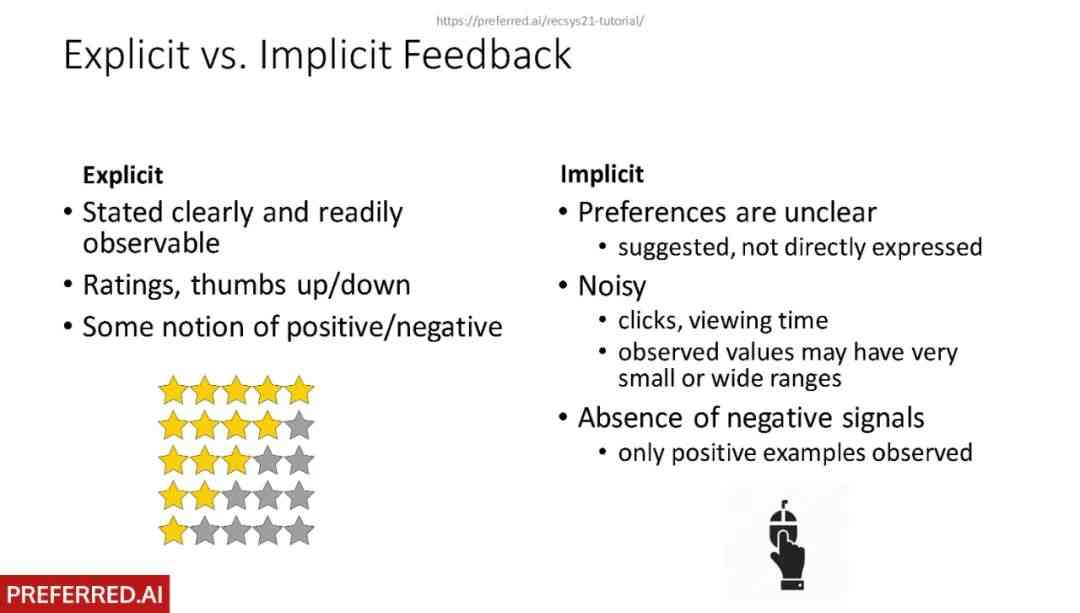 https://preferred.ai/recsys21-tutorial/
Explicit vs. Implicit Feedback
Explicit
• Stated clearly and readily
observable
• Ratings, thumbs up/down
• Some notion of positive/negative
Implicit
• Preferences are unclear
• suggested, not directly expressed
• Noisy
• clicks, viewing time
• observed values may have very
small or wide ranges
• Absence of negative signals
• only positive examples observed
PREFERRED.AI